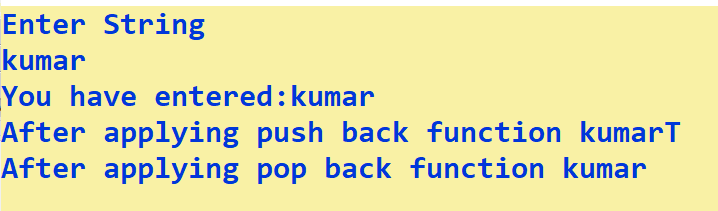 Enter String
kumar
You have entered:kumar
After applying push back function kumarT
After applying pop back function kumar